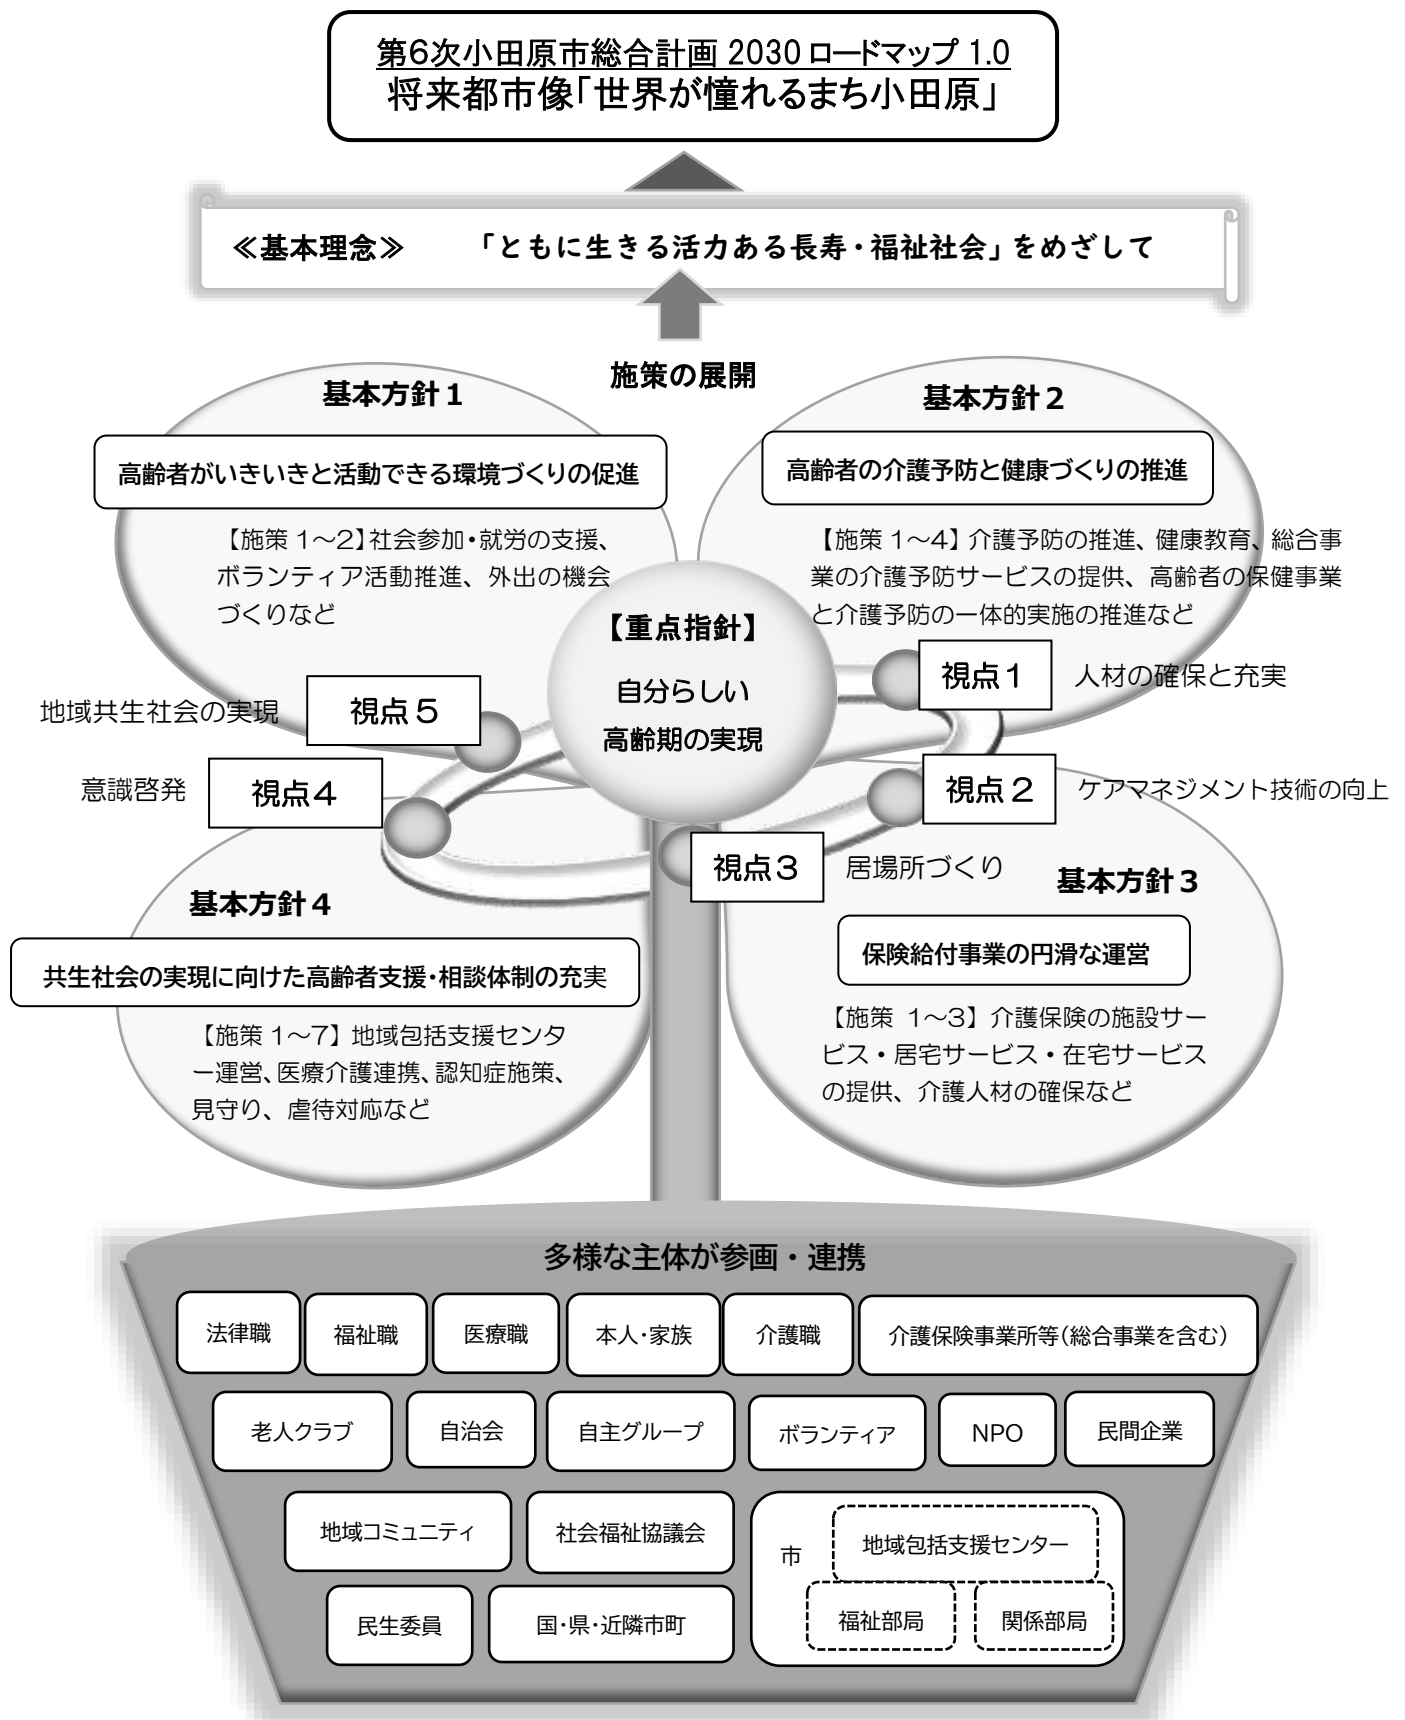 第6次小田原市総合計画 2030 ロードマップ 1.0
将来都市像「世界が憧れるまち小田原」
≪基本理念≫ 「ともに生きる活力ある長寿・福祉社会」をめざして
施策の展開
基本方針１
高齢者がいきいきと活動できる環境づくりの促進
【施策 1～2】社会参加・就労の支援、
ボランティア活動推進、外出の機会
づくりなど
基本方針２
高齢者の介護予防と健康づくりの推進
【施策 1～4】介護予防の推進、健康教育、総合事
業の介護予防サービスの提供、高齢者の保健事業
と介護予防の一体的実施の推進など
【重点指針】
自分らしい
高齢期の実現
視点１ 人材の確保と充実
地域共生社会の実現 視点５
意識啓発 視点４
視点２ ケアマネジメント技術の向上
視点３ 居場所づくり
基本方針３
保険給付事業の円滑な運営
【施策 1～3】介護保険の施設サー
ビス・居宅サービス・在宅サービス
の提供、介護人材の確保など
基本方針４
共生社会の実現に向けた高齢者支援・相談体制の充実
【施策 1～7】地域包括支援センタ
ー運営、医療介護連携、認知症施策、
見守り、虐待対応など
多様な主体が参画・連携
法律職 福祉職 医療職 本人・家族 介護職 介護保険事業所等（総合事業を含む）
老人クラブ 自治会 自主グループ ボランティア NPO 民間企業
地域コミュニティ 社会福祉協議会 市 地域包括支援センター
民生委員 国・県・近隣市町 福祉部局 関係部局